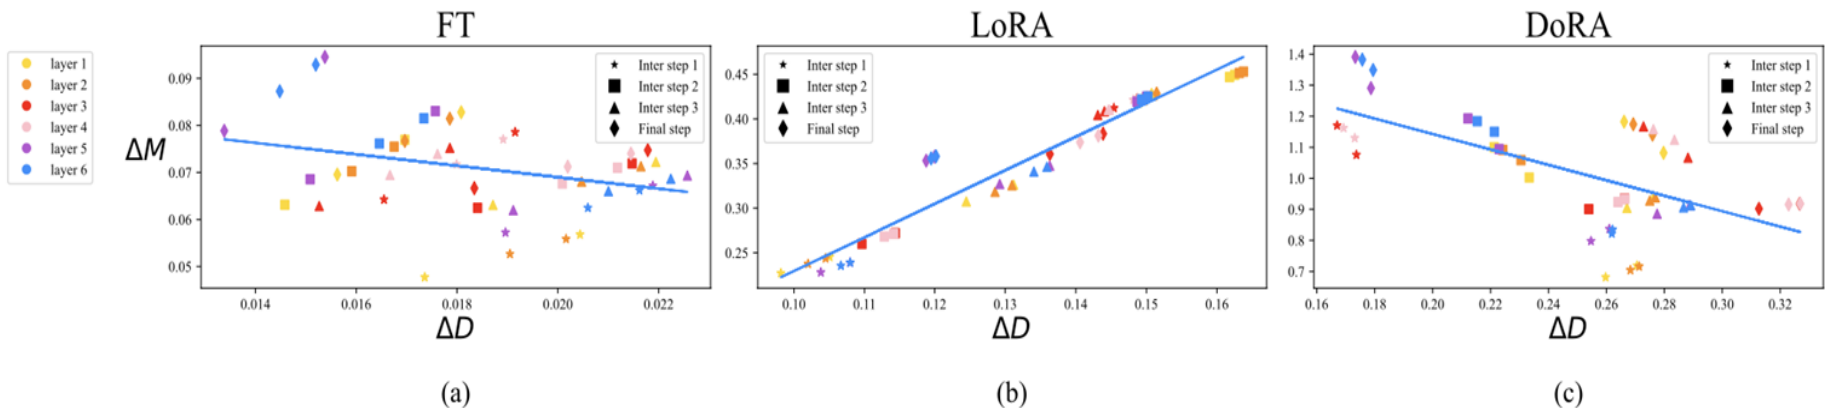 FT
LoRA
DoRA
layer 1
layer 2
layer 3
layer 4
layer 5
layer 6
ΔM
0.09
0.08
0.07
0.06
0.05
Inter step 1
Inter step 2
Inter step 3
Final step
0.014 0.016 0.018 0.020 0.022
ΔD
(a)
0.45
0.40
0.35
0.30
0.25
Inter step 1
Inter step 2
Inter step 3
Final step
0.10 0.11 0.12 0.13 0.14 0.15 0.16
ΔD
(b)
1.4
1.3
1.2
1.1
1.0
0.9
0.8
0.7
Inter step 1
Inter step 2
Inter step 3
Final step
0.16 0.18 0.20 0.22 0.24 0.26 0.28 0.30 0.32
ΔD
(c)